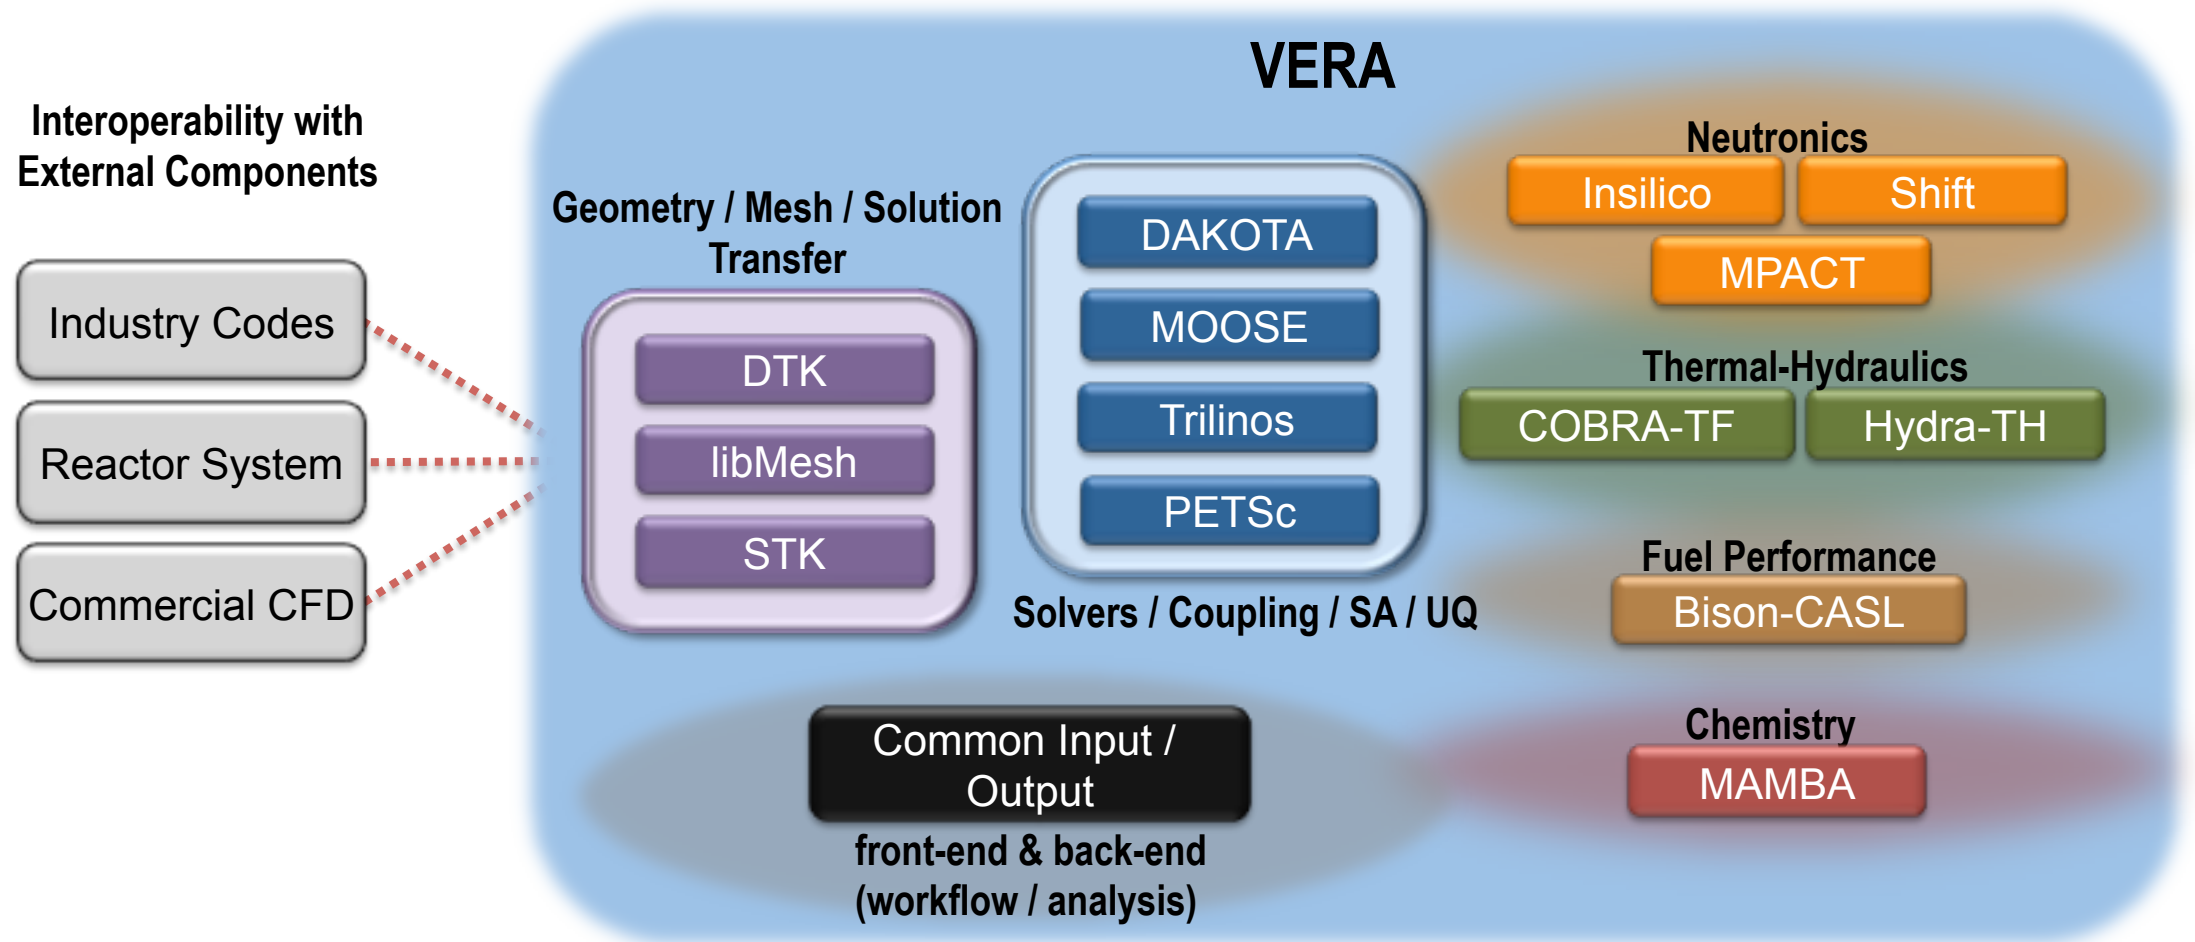 VERA
Interoperability with
External Components
Industry Codes
Reactor System
Commercial CFD
Geometry / Mesh / Solution
Transfer
DTK
libMesh
STK
DAKOTA
MOOSE
Trilinos
PETSc
Solvers / Coupling / SA / UQ
Common Input /
Output
front-end & back-end
(workflow / analysis)
Neutronics
Insilico
Shift
MPACT
Thermal-Hydraulics
COBRA-TF
Hydra-TH
Fuel Performance
Bison-CASL
Chemistry
MAMBA